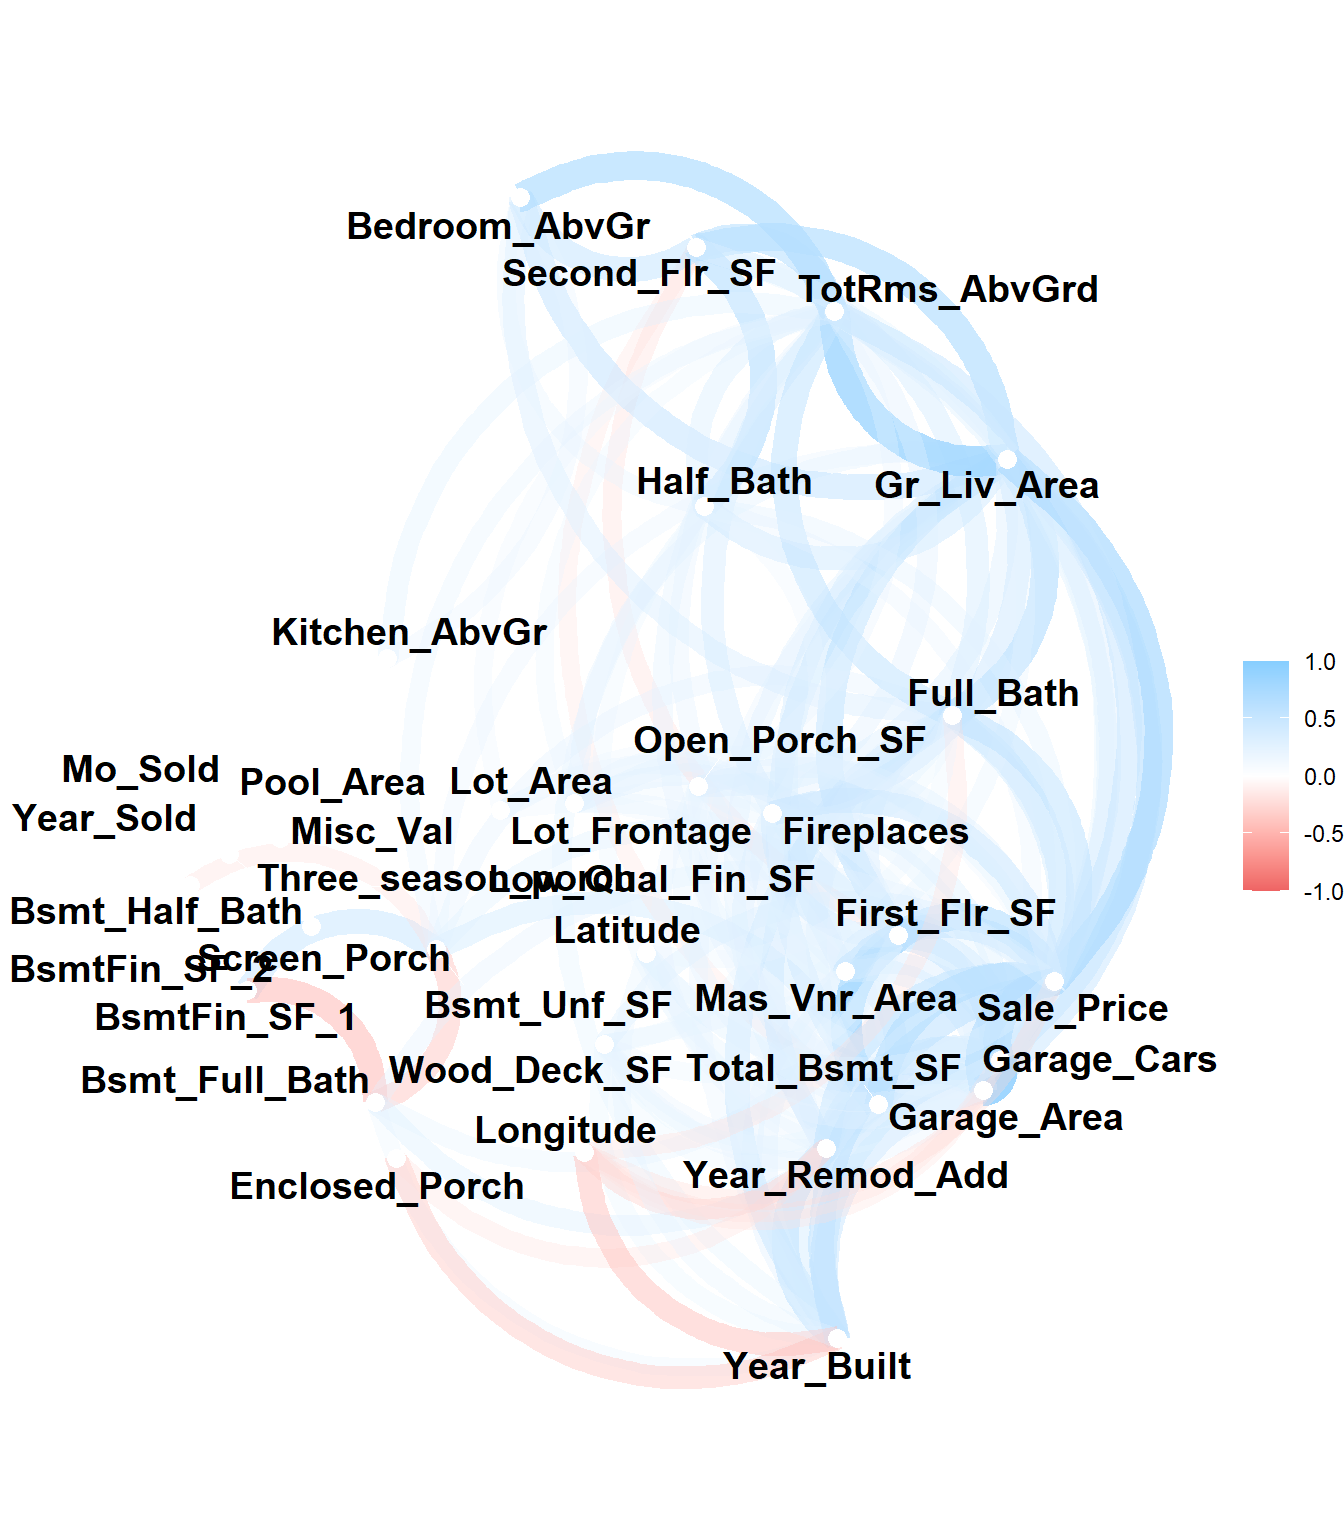 Bedroom_AbvGr
Second_Flr_SF
TotRms_AbvGrd
Half_Bath
Gr_Liv_Area
Kitchen_AbvGr
1.0
0.5
0.0
-0.5
-1.0
Full_Bath
Open_Porch_SF
Mo_Sold
Pool_Area
Lot_Area
Year_Sold
Misc_Val
Lot_Frontage
Fireplaces
Three_season_porch
Low_Qual_Fin_SF
Bsmt_Half_Bath
First_Flr_SF
Latitude
Screen_Porch
BsmtFin_SF_2
BsmtFin_SF_1
Bsmt_Unf_SF
Mas_Vnr_Area
Sale_Price
Bsmt_Full_Bath
Wood_Deck_SF
Total_Bsmt_SF
Garage_Cars
Garage_Area
Longitude
Enclosed_Porch
Year_Remod_Add
Year_Built